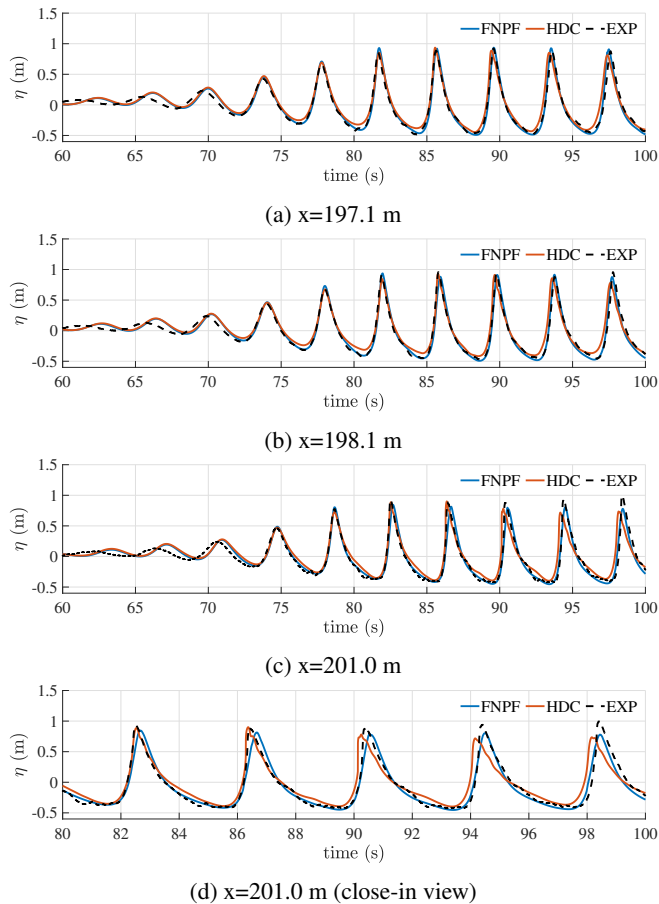 FNPF HDC EXP
1.5
1
0.5
0
-0.5
η (m)
60 65 70 75 80 85 90 95 100
time (s)
(a) x=197.1 m
FNPF HDC EXP
1.5
1
0.5
0
-0.5
η (m)
60 65 70 75 80 85 90 95 100
time (s)
(b) x=198.1 m
FNPF HDC EXP
1.5
1
0.5
0
-0.5
η (m)
60 65 70 75 80 85 90 95 100
time (s)
(c) x=201.0 m
FNPF HDC EXP
1.5
1
0.5
0
-0.5
η (m)
80 82 84 86 88 90 92 94 96 98 100
time (s)
(d) x=201.0 m (close-in view)